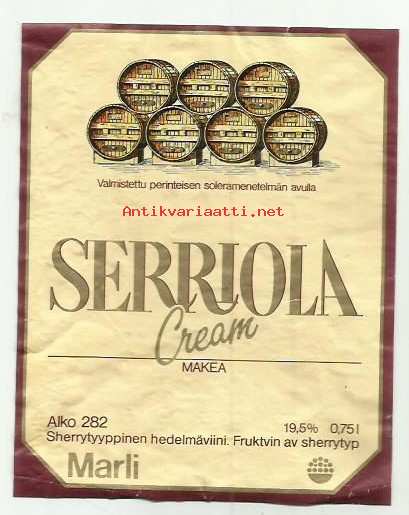 Valmistettu perinteisen soleramenetelmän avulla
Antikvariaatti.net
SERRIOLA
Cream
MAKEA
Alko 282 19,5% 0,75 l
Sherrytyyppinen hedelmäviini. Fruktvin av sherrytyp
Marli